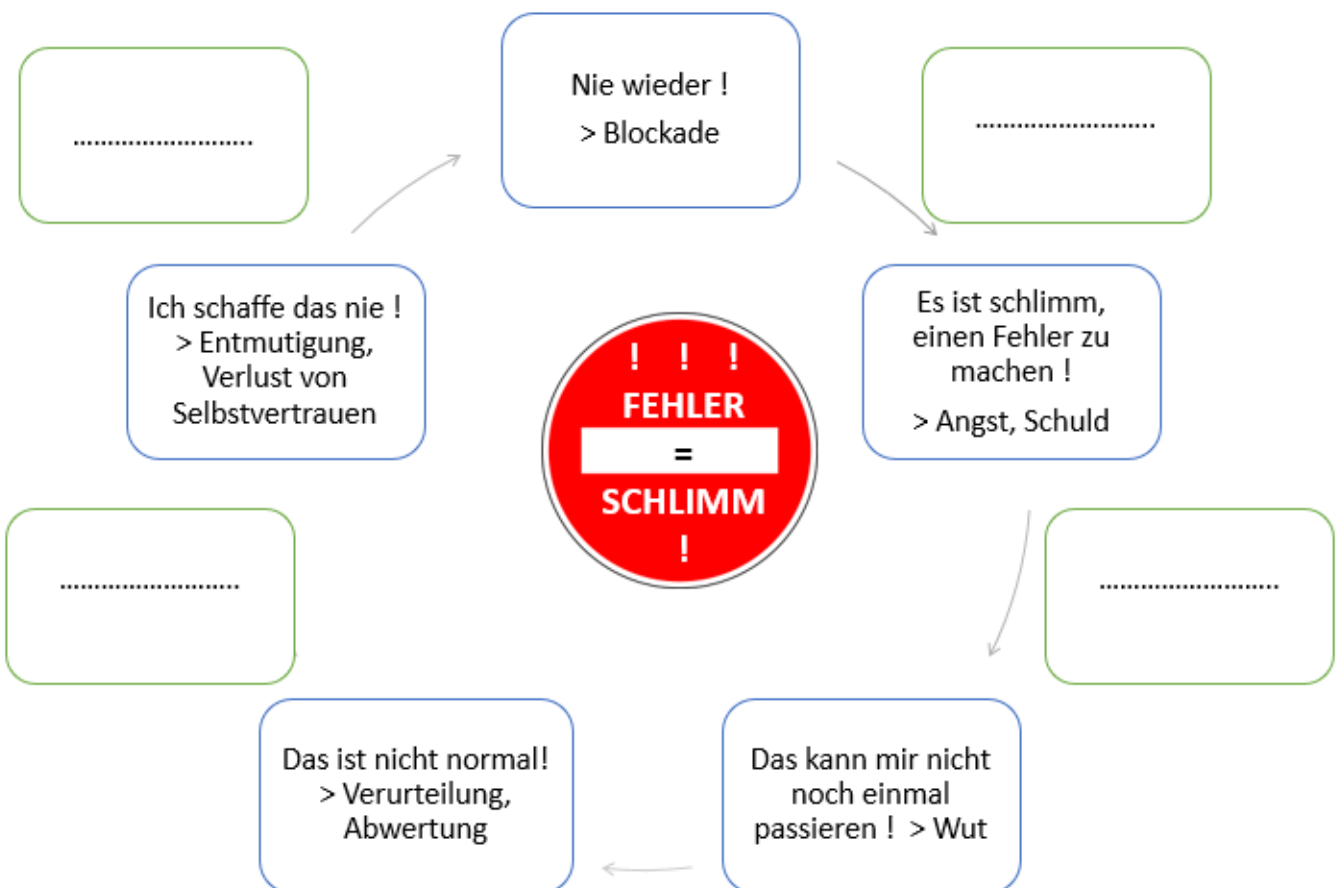 Nie wieder !
> Blockade
……………………..
……………………..
Ich schaffe das nie !
> Entmutigung,
Verlust von
Selbstvertrauen
Es ist schlimm,
einen Fehler zu
machen !
> Angst, Schuld
! ! !
FEHLER
=
SCHLIMM
!
……………………..
……………………..
Das ist nicht normal!
> Verurteilung,
Abwertung
Das kann mir nicht
noch einmal
passieren ! > Wut